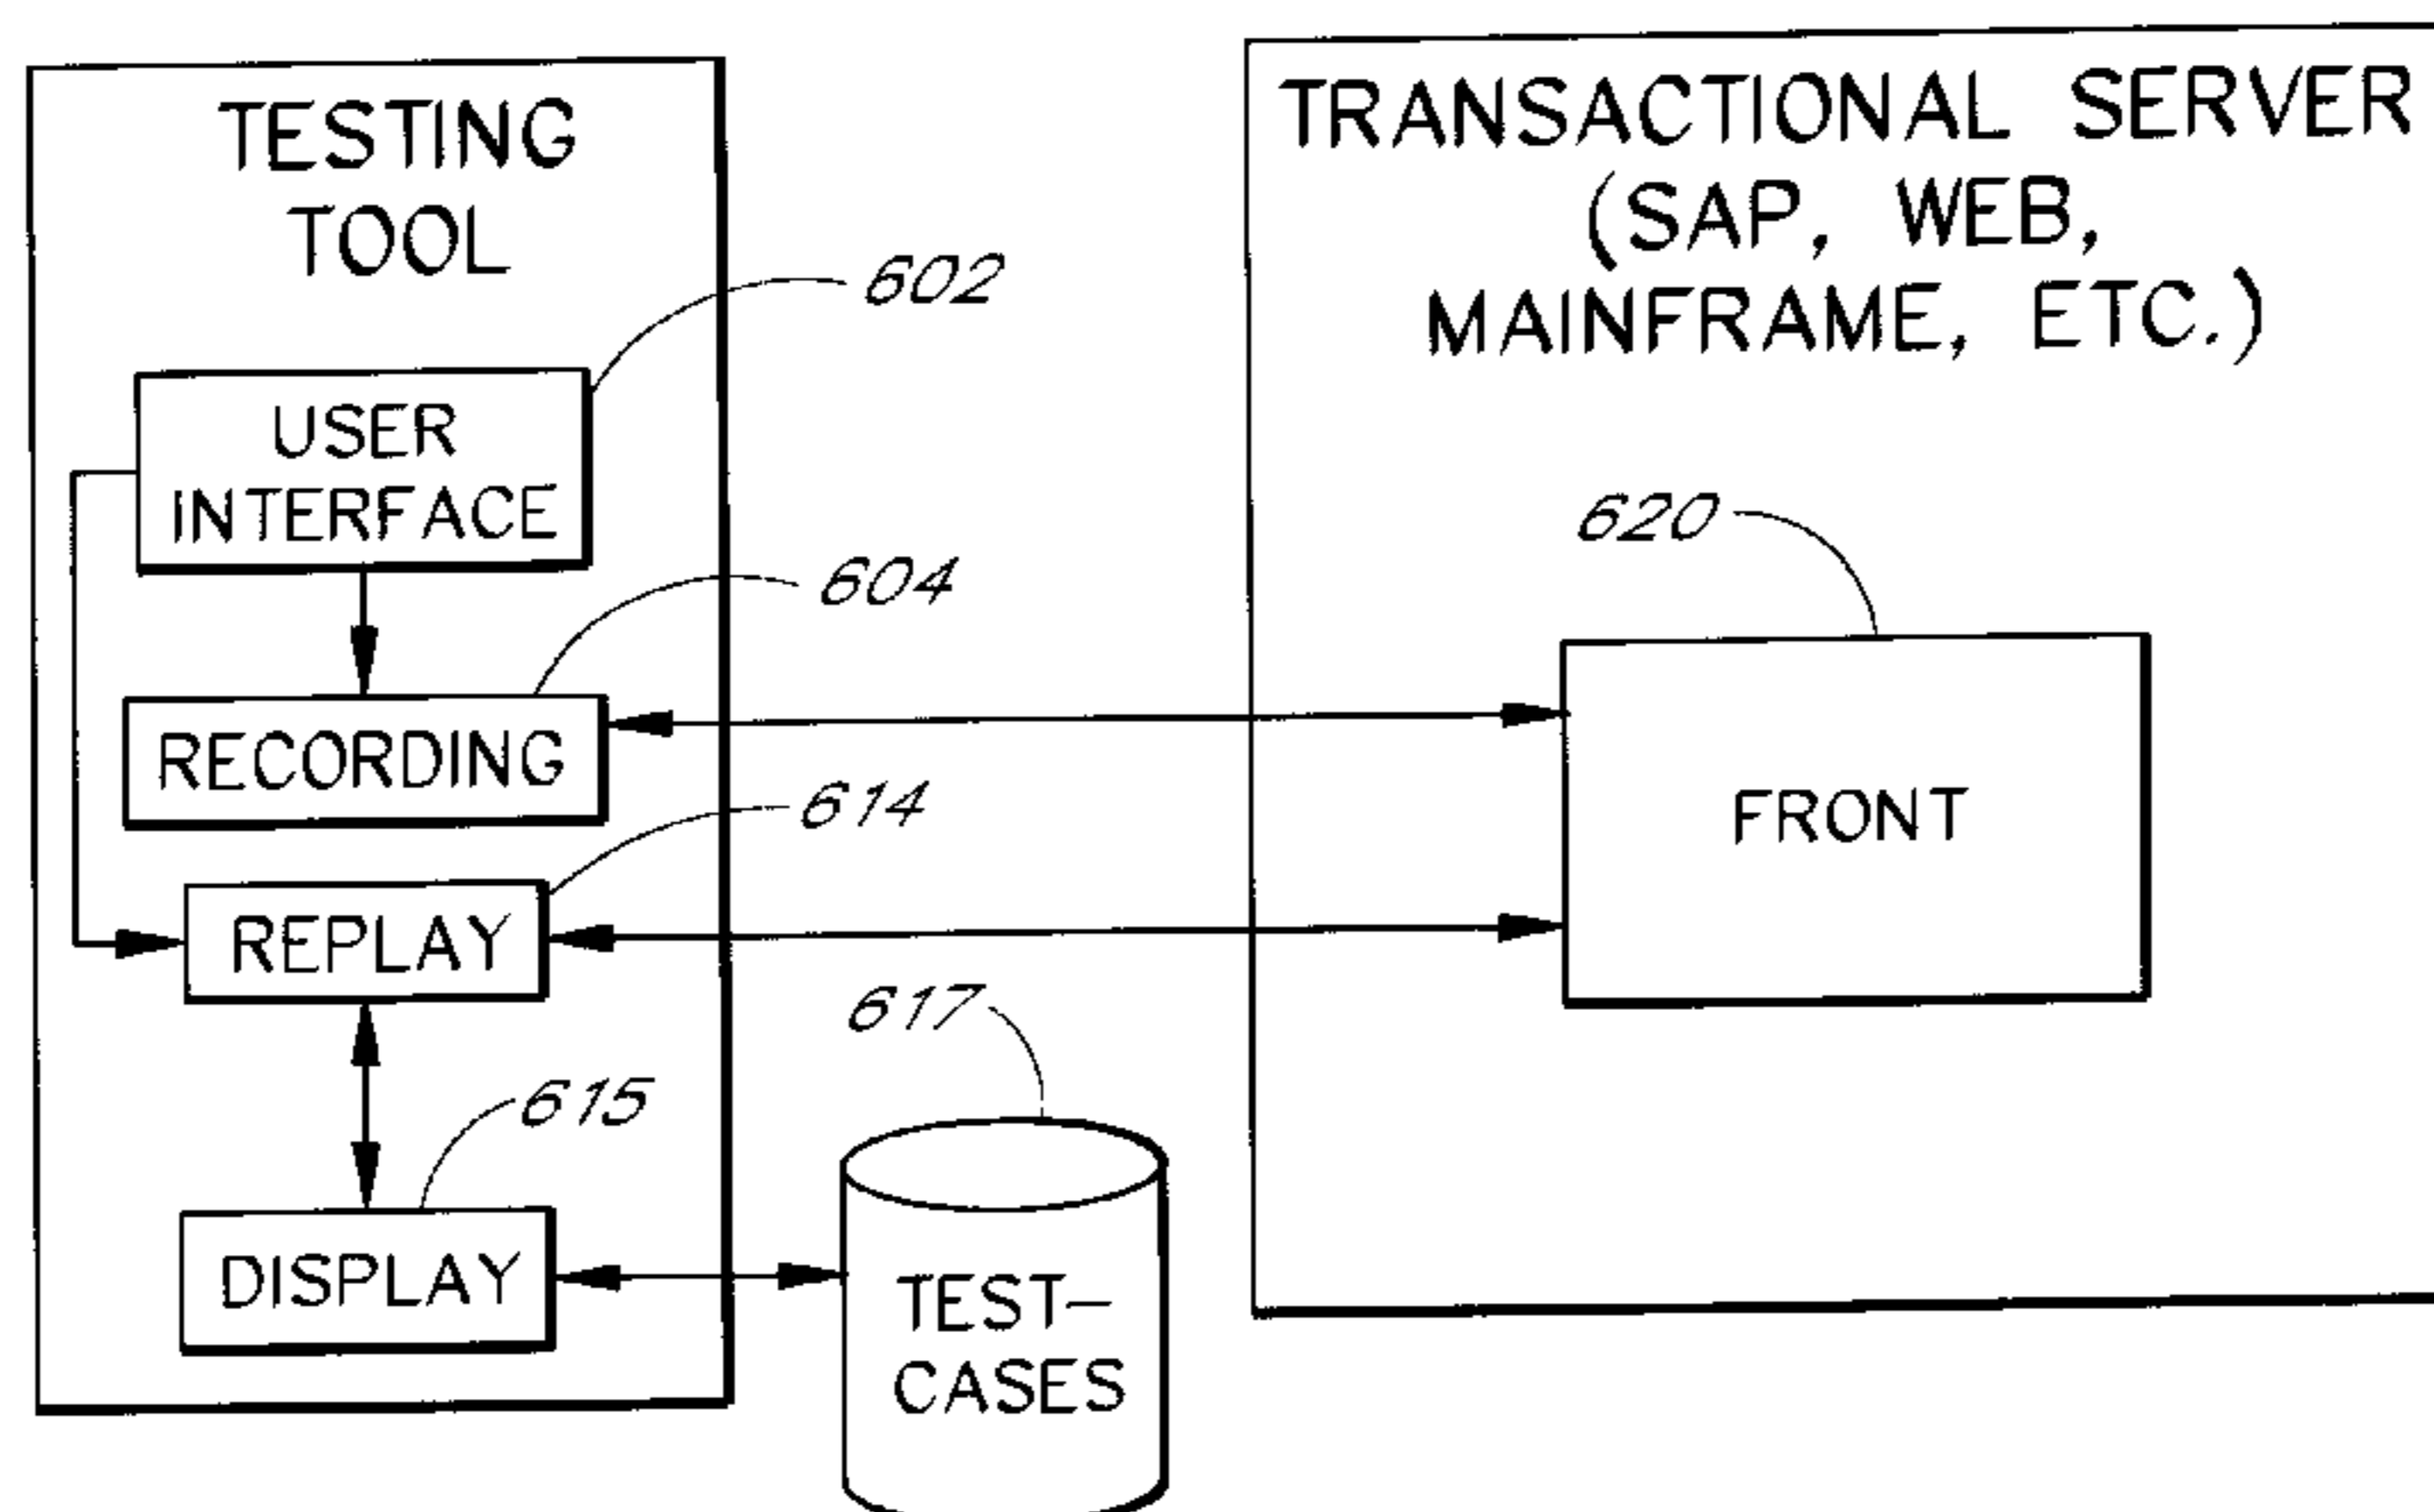 TESTING
TOOL
602
USER
INTERFACE
604
RECORDING
614
REPLAY
617
615
DISPLAY
TEST-
CASES
TRANSACTIONAL SERVER
(SAP, WEB,
MAINFRAME, ETC.)
620
FRONT